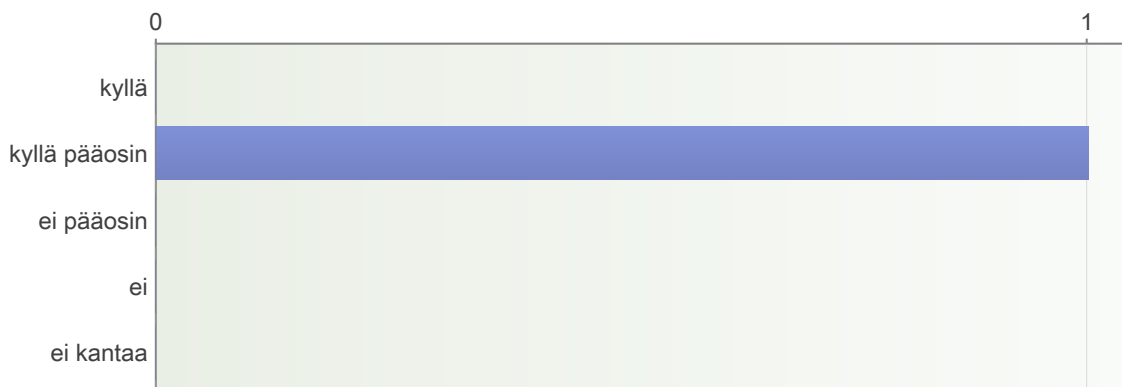 0 1
kyllä
kyllä pääosin
ei pääosin
ei
ei kantaa